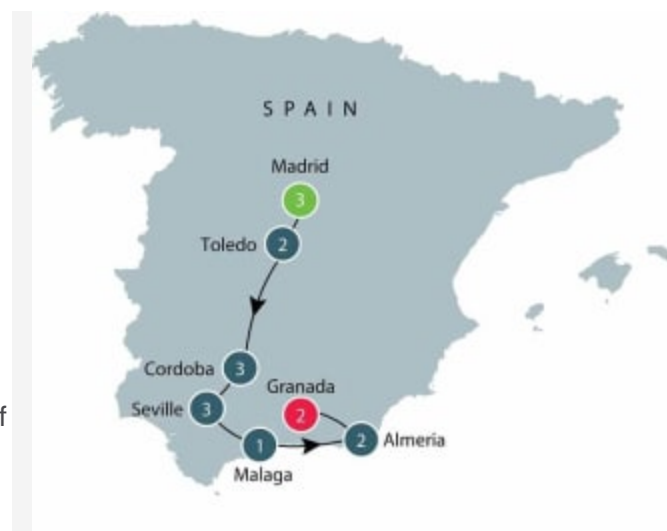 SPAIN
Madrid
3
Toledo 2
Cordoba 3
Granada
2
Seville 3
f
1
2 Almeria
Malaga